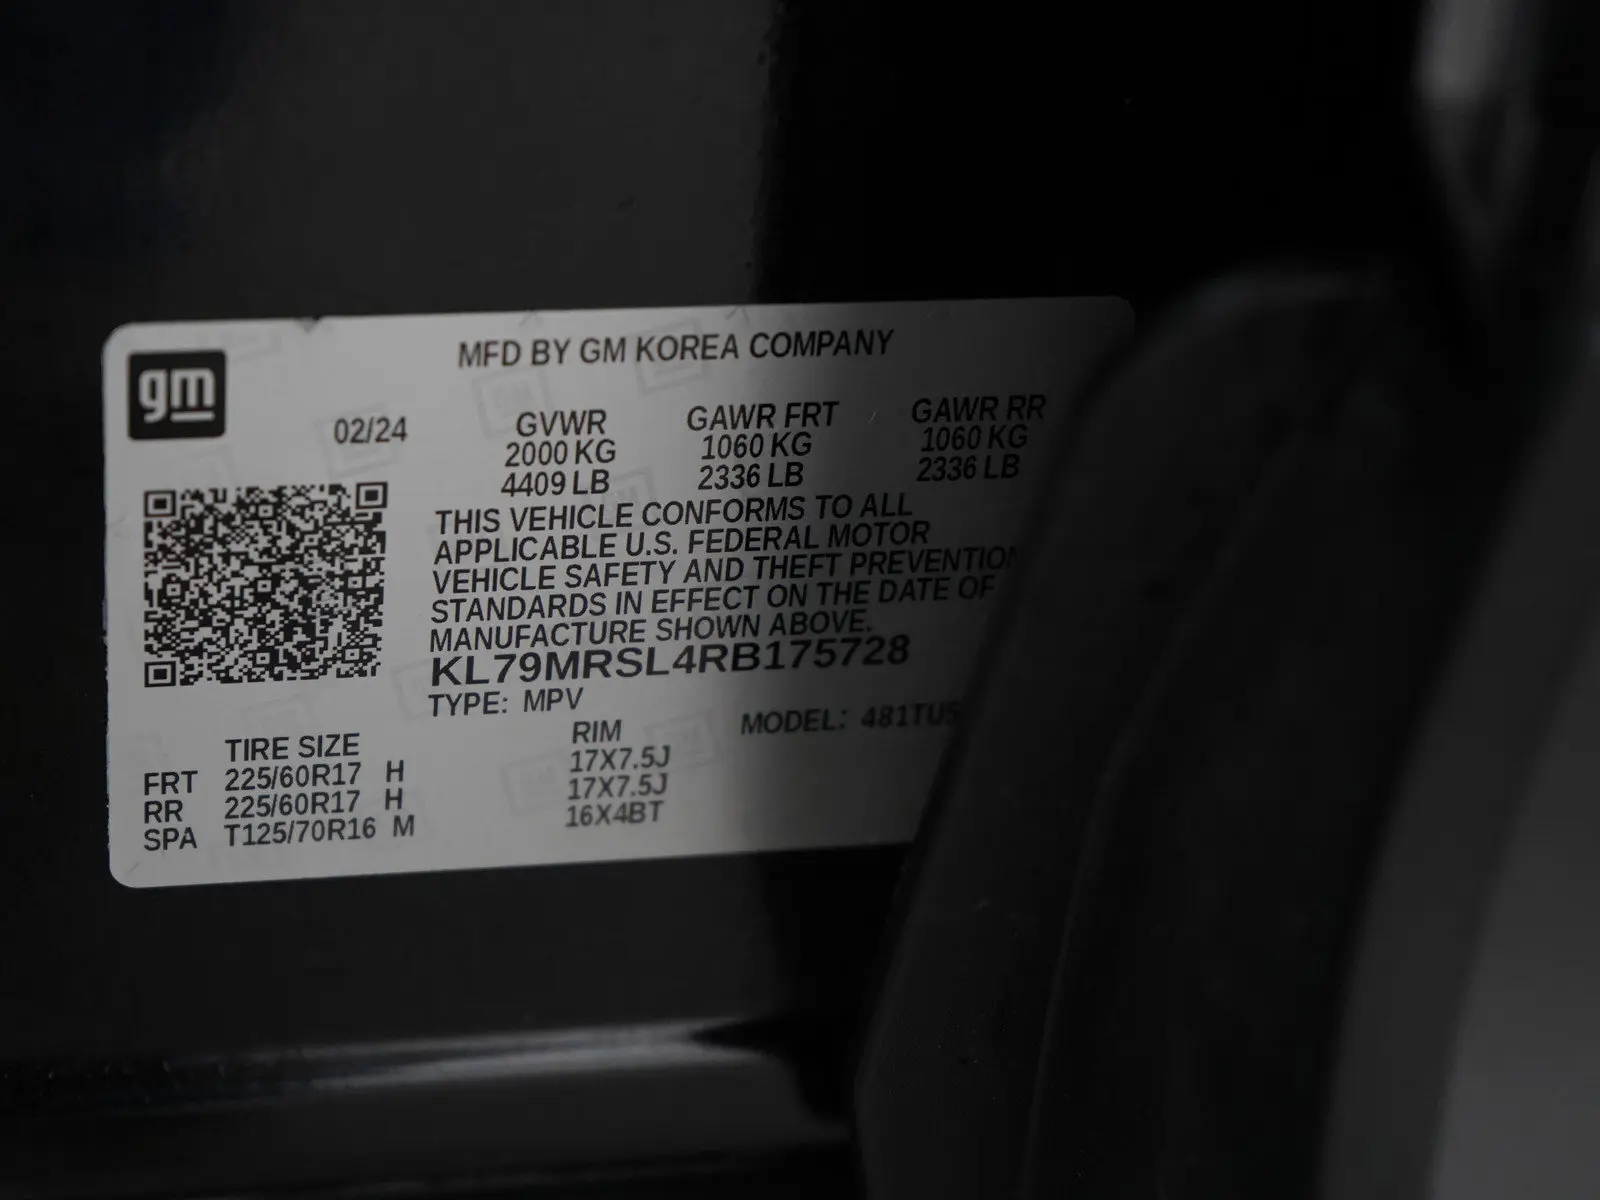 gm
MFD BY GM KOREA COMPANY
02/24
GVWR GAWR FRT GAWR RR
2000 KG 1060 KG 1060 KG
4409 LB 2336 LB 2336 LB
THIS VEHICLE CONFORMS TO ALL
APPLICABLE U.S. FEDERAL MOTOR
VEHICLE SAFETY AND THEFT PREVENTION
STANDARDS IN EFFECT ON THE DATE OF
MANUFACTURE SHOWN ABOVE.
KL79MRSL4RB175728
TYPE: MPV
MODEL: 481TU5
TIRE SIZE RIM
FRT 225/60R17 H 17X7.5J
RR 225/60R17 H 17X7.5J
SPA T125/70R16 M 16X4BT